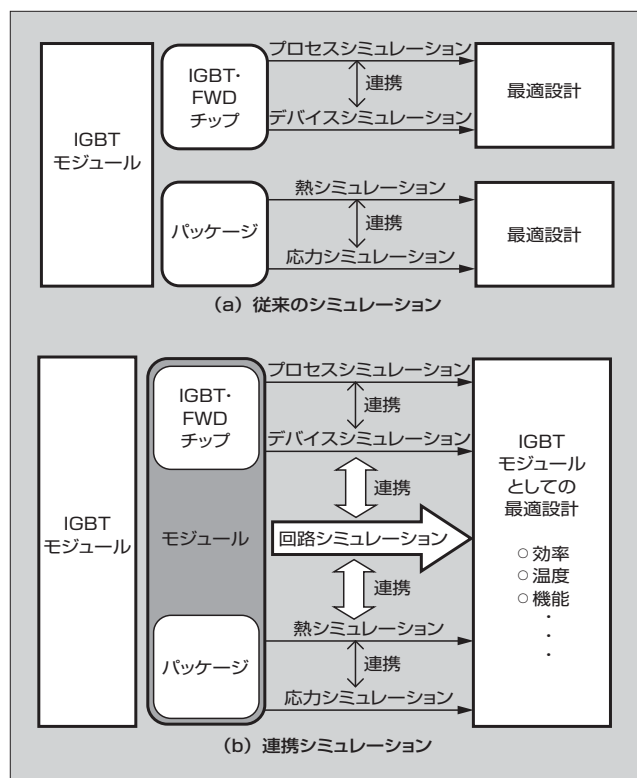 IGBT
モジュール
IGBT・
FWD
チップ
プロセスシミュレーション
連携
デバイスシミュレーション
最適設計
パッケージ
熱シミュレーション
連携
応力シミュレーション
最適設計
(a) 従来のシミュレーション
IGBT
モジュール
IGBT・
FWD
チップ
モジュール
パッケージ
プロセスシミュレーション
連携
デバイスシミュレーション
連携
回路シミュレーション
連携
熱シミュレーション
連携
応力シミュレーション
IGBT
モジュール
としての
最適設計
○ 効率
○ 温度
○ 機能
・
・
・
(b) 連携シミュレーション